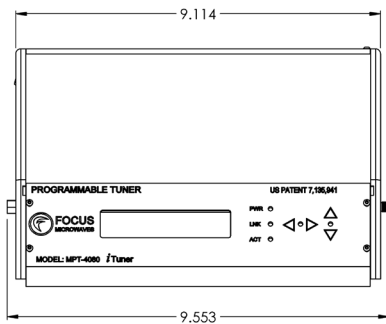 9.114
PROGRAMMABLE TUNER
US PATENT 7,135,941
PWR
FOCUS
MICROWAVES
LNK
ACT
MODEL: MPT-4060 iTuner
9.553